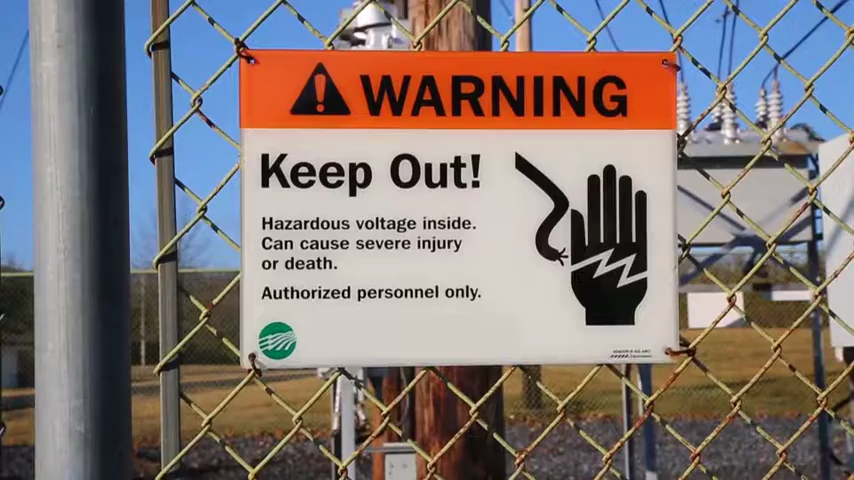 WARNING
Keep Out!
Hazardous voltage inside.
Can cause severe injury
or death.
Authorized personnel only.